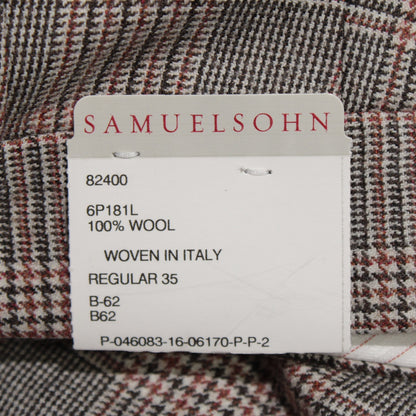 SAMUELSOHN
82400
6P181L
100% WOOL
WOVEN IN ITALY
REGULAR 35
B-62
B62
P-046083-16-06170-P-P-2